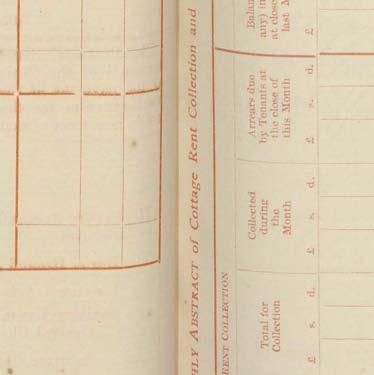 HLY ABSTRACT of Cottage Rent Collection and
RENT COLLECTION
Total for
Collection
£ s. d.
Collected
during
the
Month
£ s. d.
Arrears due
by Tenants at
the close of
this Month
£ s. d.
Balan
any) in
at close
last M
£